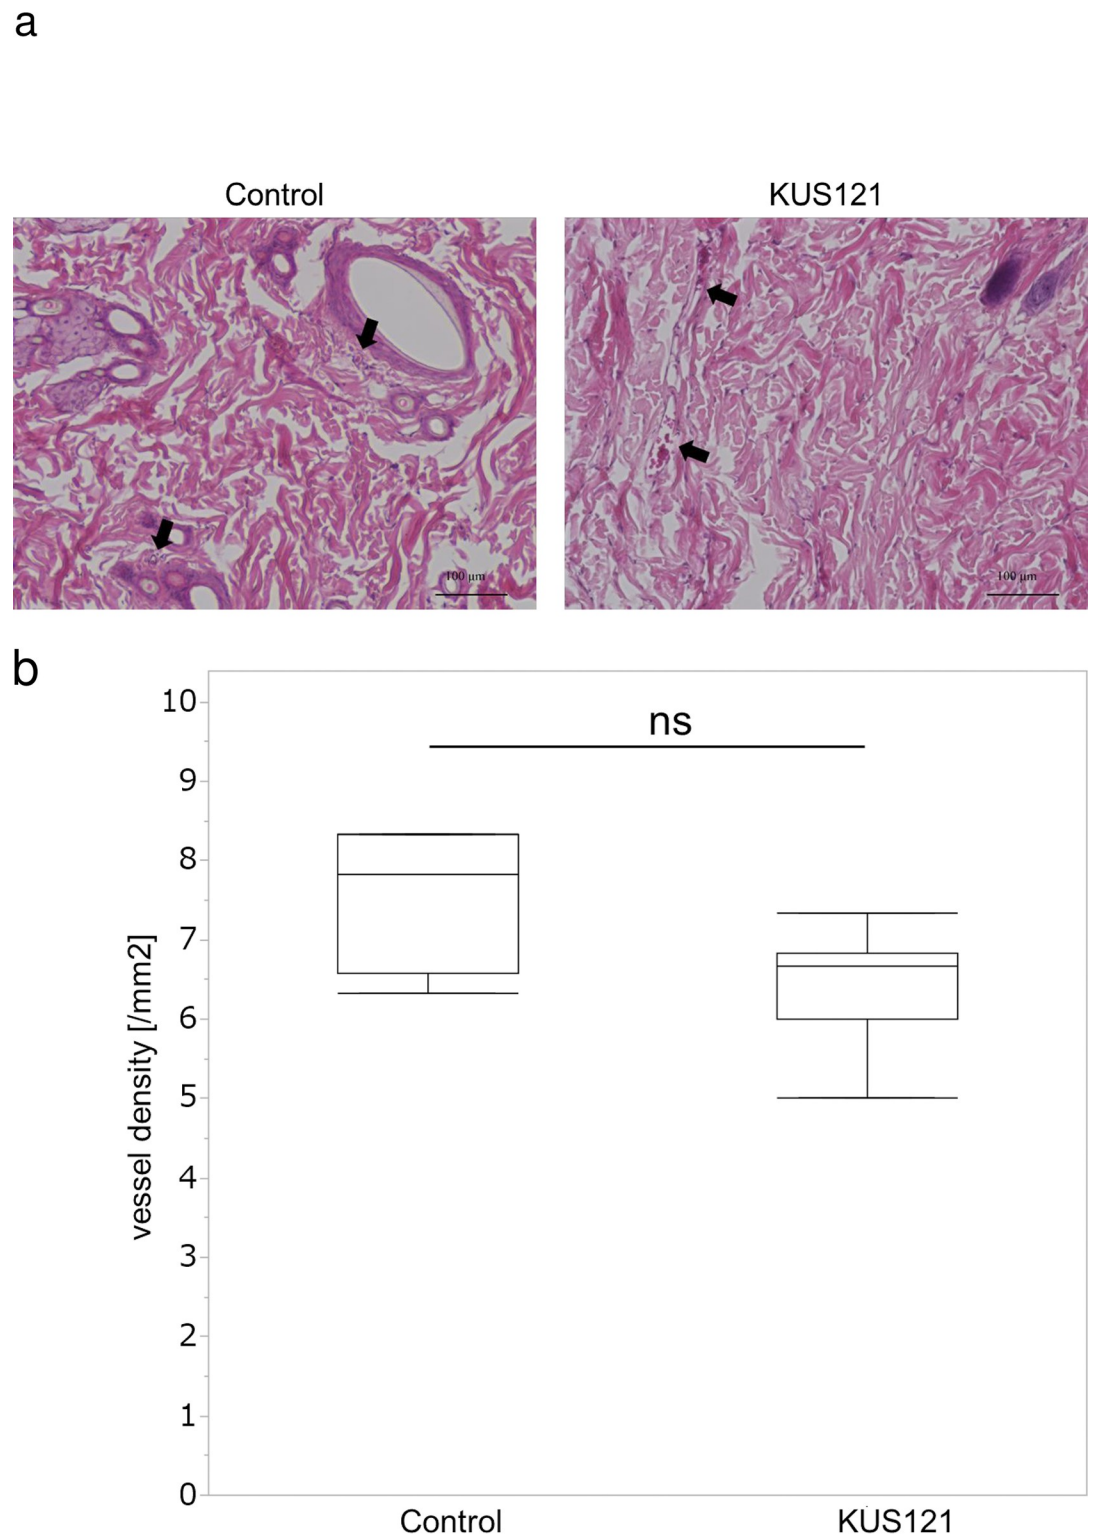 a
Control
KUS121
100 μm
100 μm
b
ns
10
9
8
7
6
5
4
3
2
1
0
vessel density [/mm2]
Control
KUS121